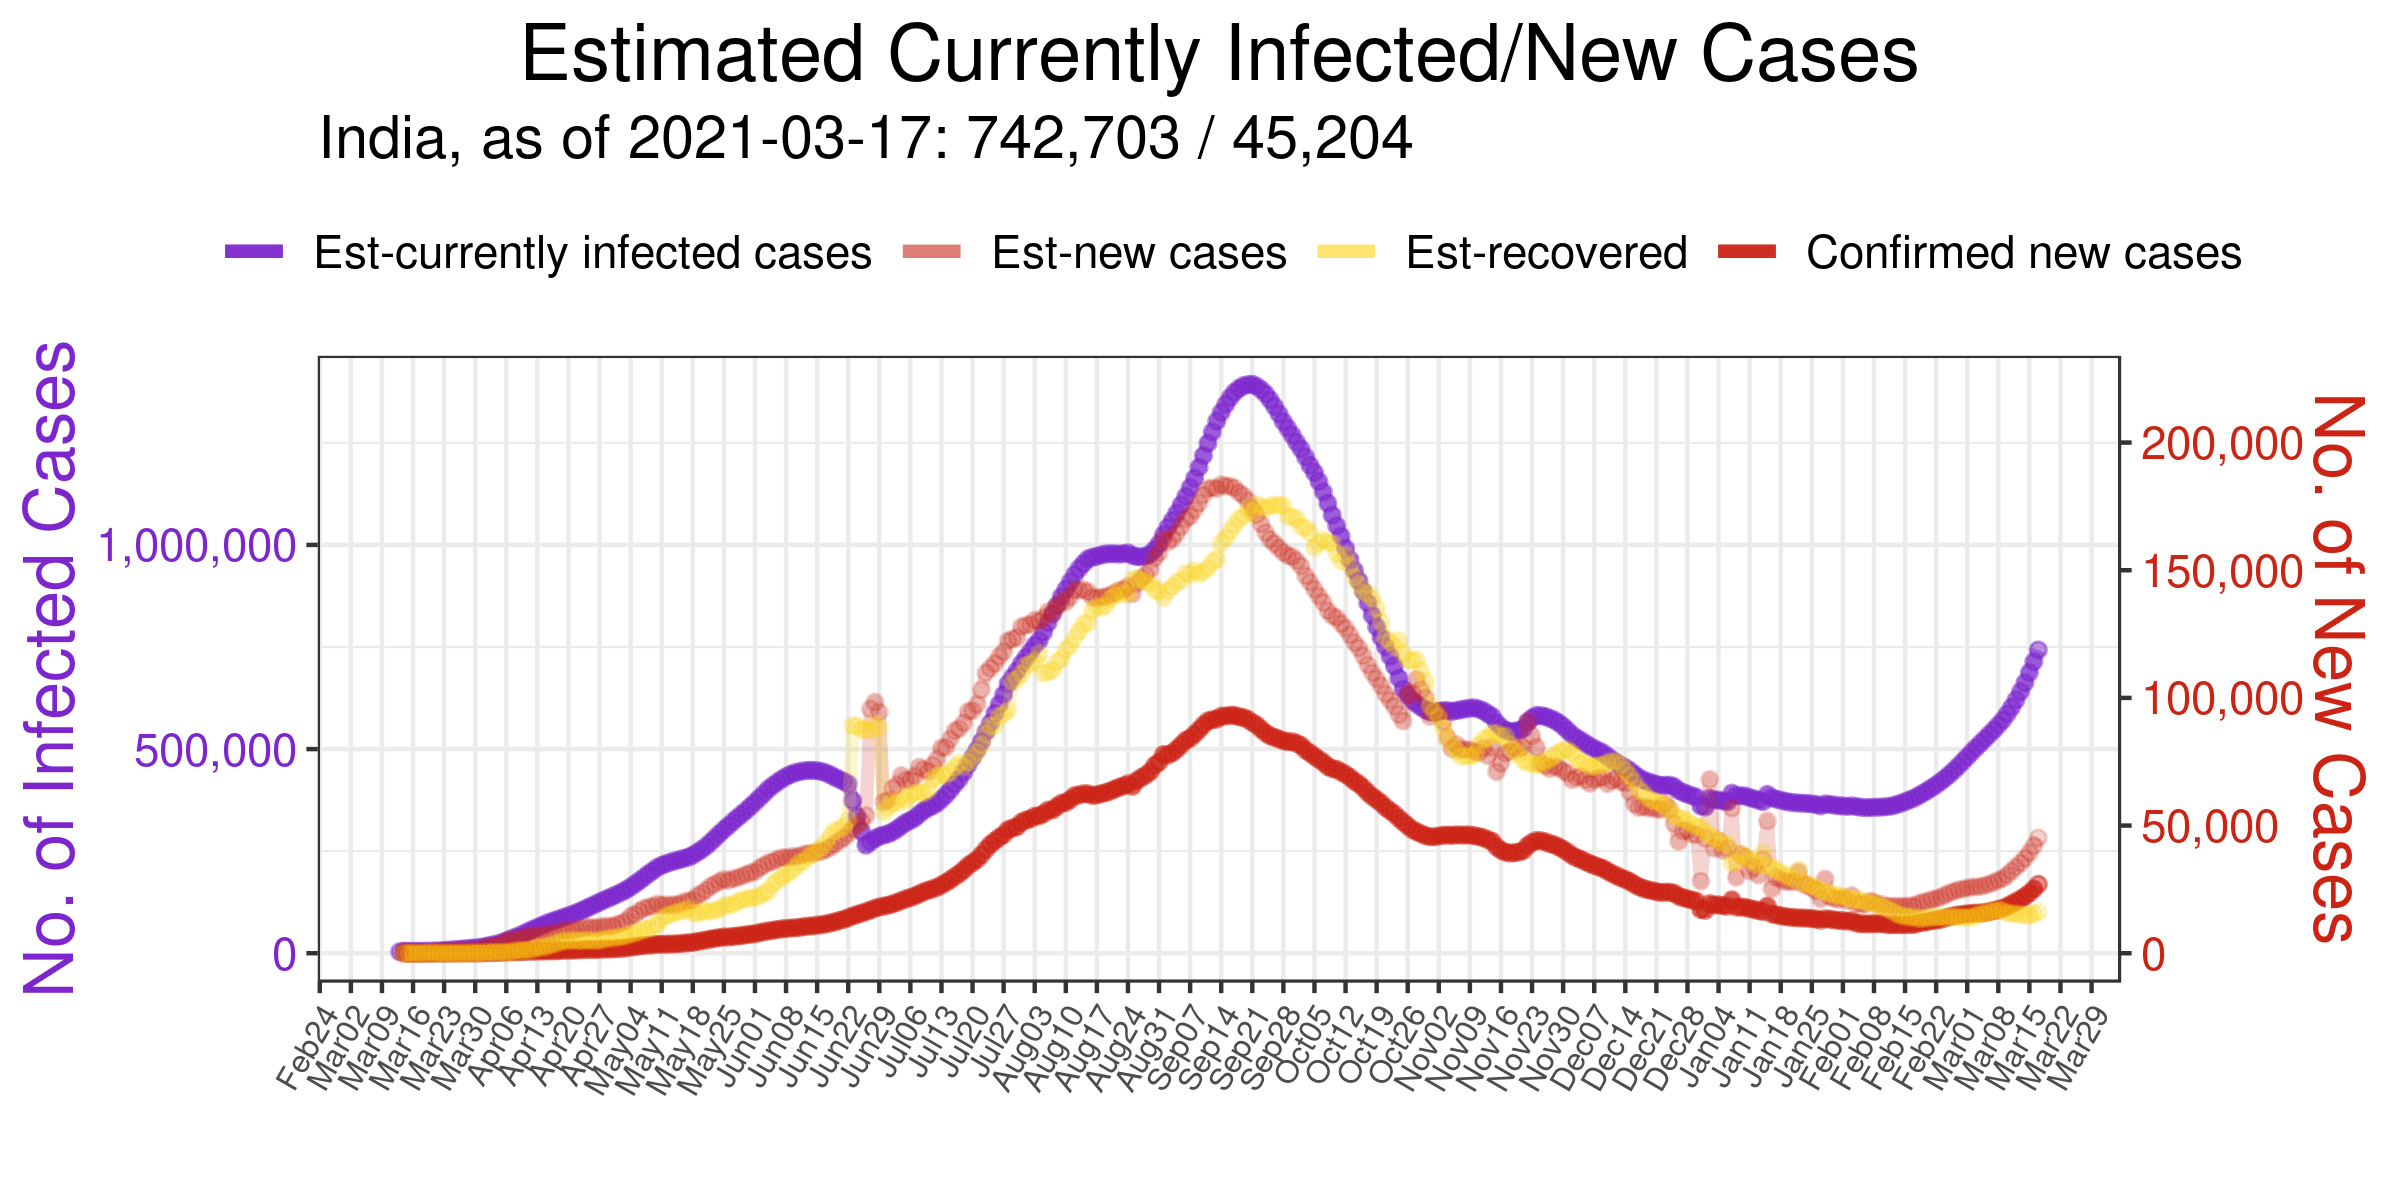 Estimated Currently Infected/New Cases
India, as of 2021-03-17: 742,703 / 45,204
Est-currently infected cases Est-new cases Est-recovered Confirmed new cases
No. of Infected Cases
1,000,000
500,000
0
200,000
150,000
100,000
50,000
0
No. of New Cases
Feb24 Mar02 Mar09 Mar16 Mar23 Mar30 Apr06 Apr13 Apr20 Apr27 May04 May11 May18 May25 Jun01 Jun08 Jun15 Jun22 Jun29 Jul06 Jul13 Jul20 Jul27 Aug03 Aug10 Aug17 Aug24 Aug31 Sep07 Sep14 Sep21 Sep28 Oct05 Oct12 Oct19 Oct26 Nov02 Nov09 Nov16 Nov23 Nov30 Dec07 Dec14 Dec21 Dec28 Jan04 Jan11 Jan18 Jan25 Feb01 Feb08 Feb15 Feb22 Mar01 Mar08 Mar15 Mar22 Mar29